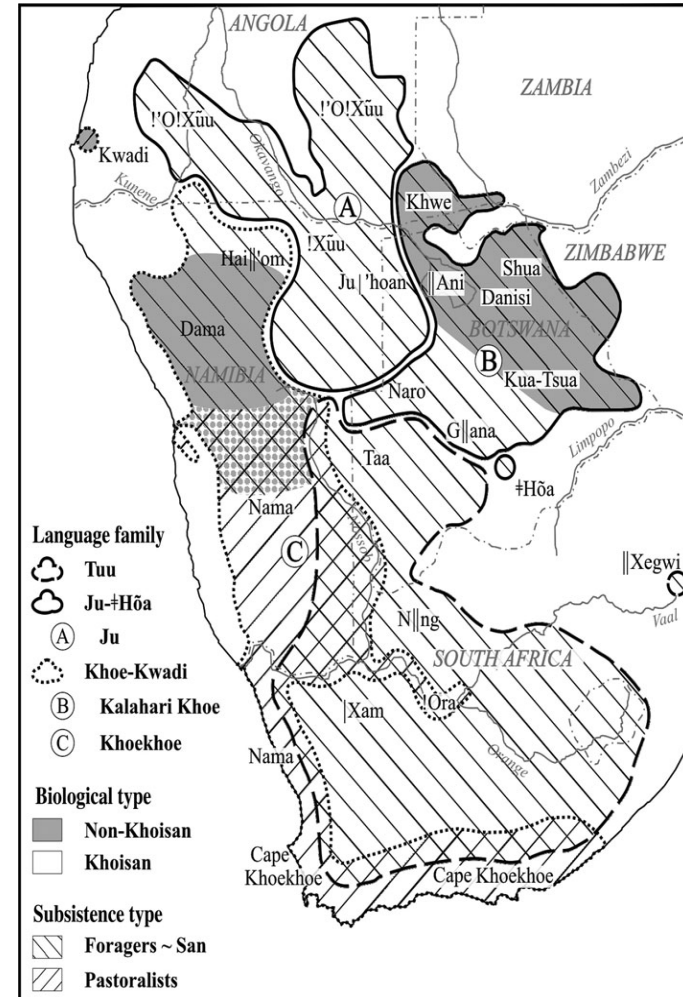 ANGOLA
ZAMBIA
!’O!Xũu
!’O!Xũu
Kwadi
Okavango
Kunene
Zambezi
Khwe
A
!Xũu
ZIMBABWE
Hai‖’om
Ju|’hoan
‖Ani
Shua
Danisi
Dama
BOTSWANA
B
NAMIBIA
Kua-Tsua
Naro
G‖ana
Limpopo
Taa
ǂHõa
Nama
Nossob
C
‖Xegwi
Vaal
N‖ng
SOUTH AFRICA
!Ora
|Xam
Orange
Nama
Cape
Khoekhoe
Cape Khoekhoe
Language family
Tuu
Ju-ǂHõa
A Ju
Khoe-Kwadi
B Kalahari Khoe
C Khoekhoe
Biological type
Non-Khoisan
Khoisan
Subsistence type
Foragers ~ San
Pastoralists